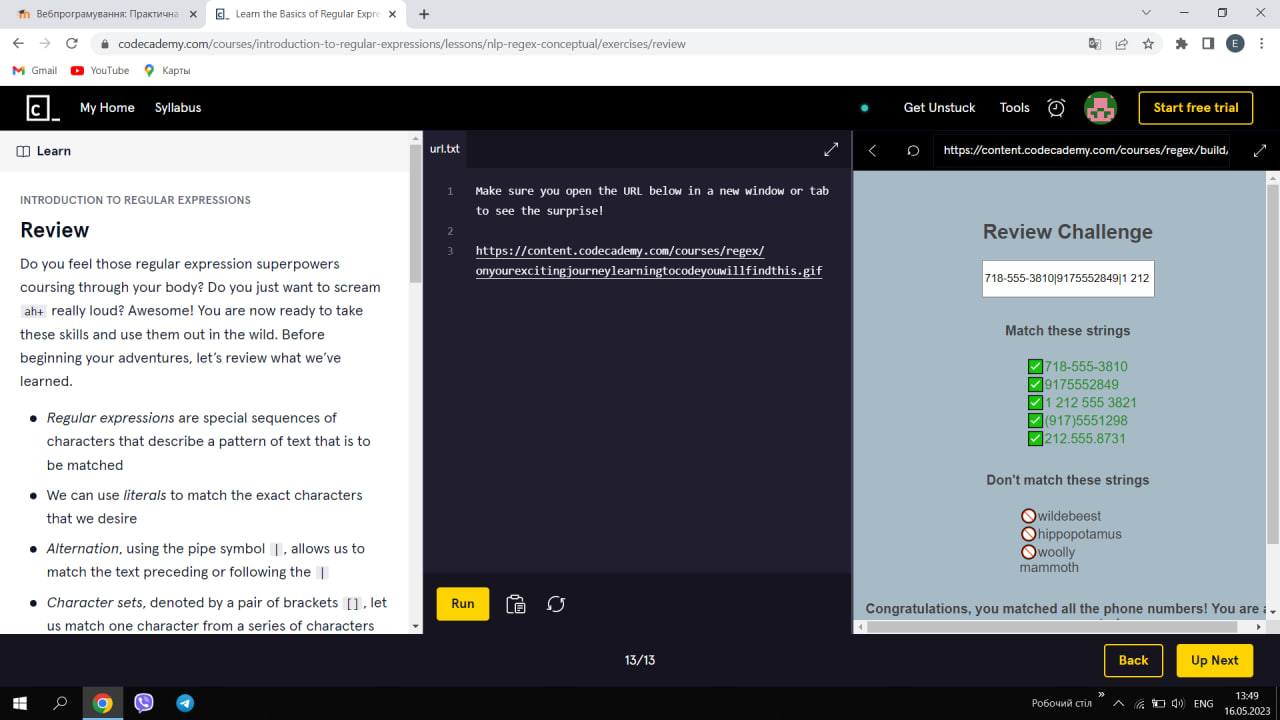 Вебпрограмування: Практична
Learn the Basics of Regular Expre
codecademy.com/courses/introduction-to-regular-expressions/lessons/nlp-regex-conceptual/exercises/review
E
Gmail
YouTube
Карты
c_
My Home
Syllabus
Get Unstuck
Tools
Start free trial
Learn
INTRODUCTION TO REGULAR EXPRESSIONS
Review
Do you feel those regular expression superpowers
coursing through your body? Do you just want to scream
ah+ really loud? Awesome! You are now ready to take
these skills and use them out in the wild. Before
beginning your adventures, let's review what we've
learned.
Regular expressions are special sequences of
characters that describe a pattern of text that is to
be matched
We can use literals to match the exact characters
that we desire
Alternation, using the pipe symbol |, allows us to
match the text preceding or following the |
Character sets, denoted by a pair of brackets [], let
us match one character from a series of characters
url.txt
1 Make sure you open the URL below in a new window or tab
to see the surprise!
2
3 https://content.codecademy.com/courses/regex/
onyourexcitingjourneylearningtocodeyouwillfindthis.gif
Run
https://content.codecademy.com/courses/regex/build/
Review Challenge
718-555-3810|9175552849|1 212
Match these strings
718-555-3810
9175552849
1 212 555 3821
(917)5551298
212.555.8731
Don't match these strings
wildebeest
hippopotamus
woolly
mammoth
Congratulations, you matched all the phone numbers! You are a
13/13
Back
Up Next
Робочий стіл
ENG
13:49
16.05.2023